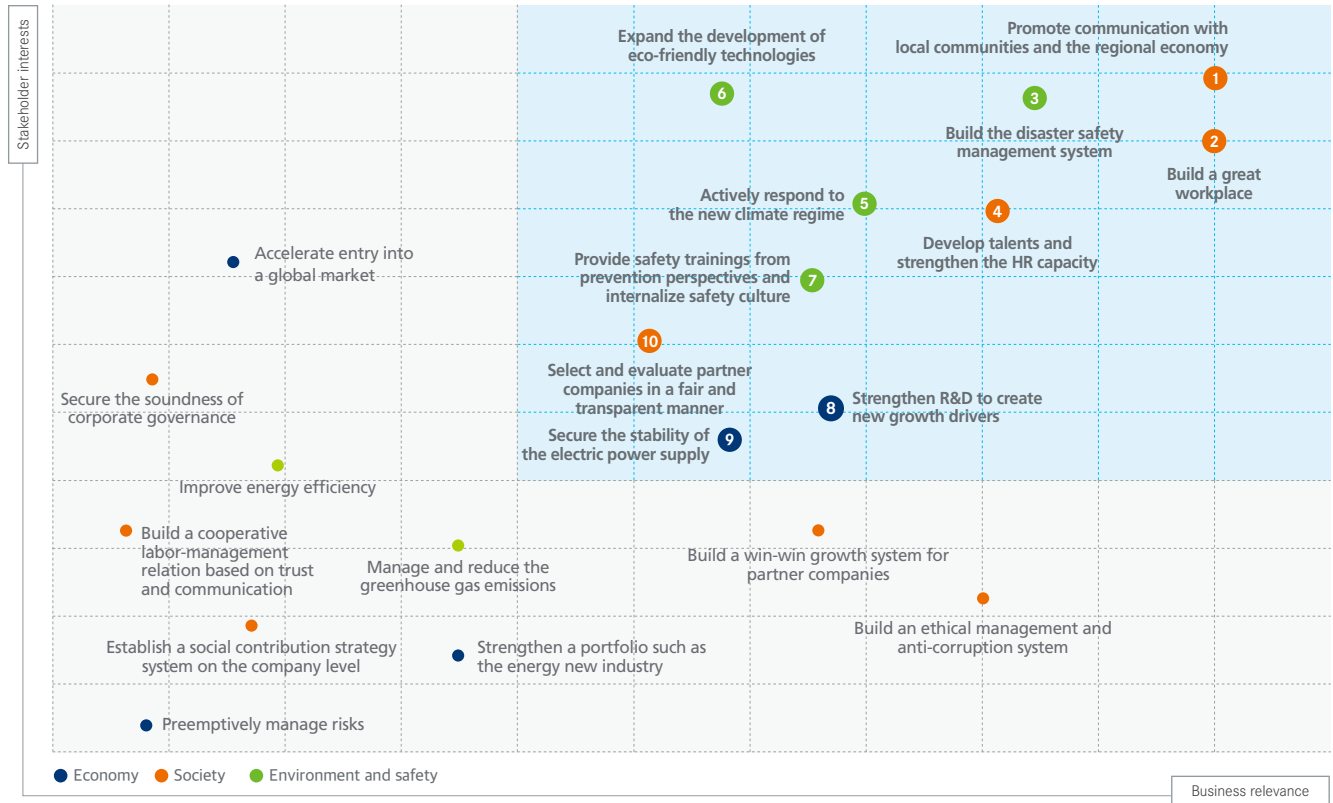 Stakeholder interests
Expand the development of
eco-friendly technologies
6
Promote communication with
local communities and the regional economy
1
3
Build the disaster safety
management system
2
Build a great
workplace
Actively respond to
the new climate regime
5
4
Develop talents and
strengthen the HR capacity
Accelerate entry into
a global market
Provide safety trainings from
prevention perspectives and
internalize safety culture
7
10
Select and evaluate partner
companies in a fair and
transparent manner
Secure the soundness of
corporate governance
8
Strengthen R&D to create
new growth drivers
Secure the stability of
the electric power supply
9
Improve energy efficiency
Build a cooperative
labor-management
relation based on trust
and communication
Manage and reduce the
greenhouse gas emissions
Build a win-win growth system for
partner companies
Establish a social contribution strategy
system on the company level
Strengthen a portfolio such as
the energy new industry
Build an ethical management and
anti-corruption system
Preemptively manage risks
Economy
Society
Environment and safety
Business relevance